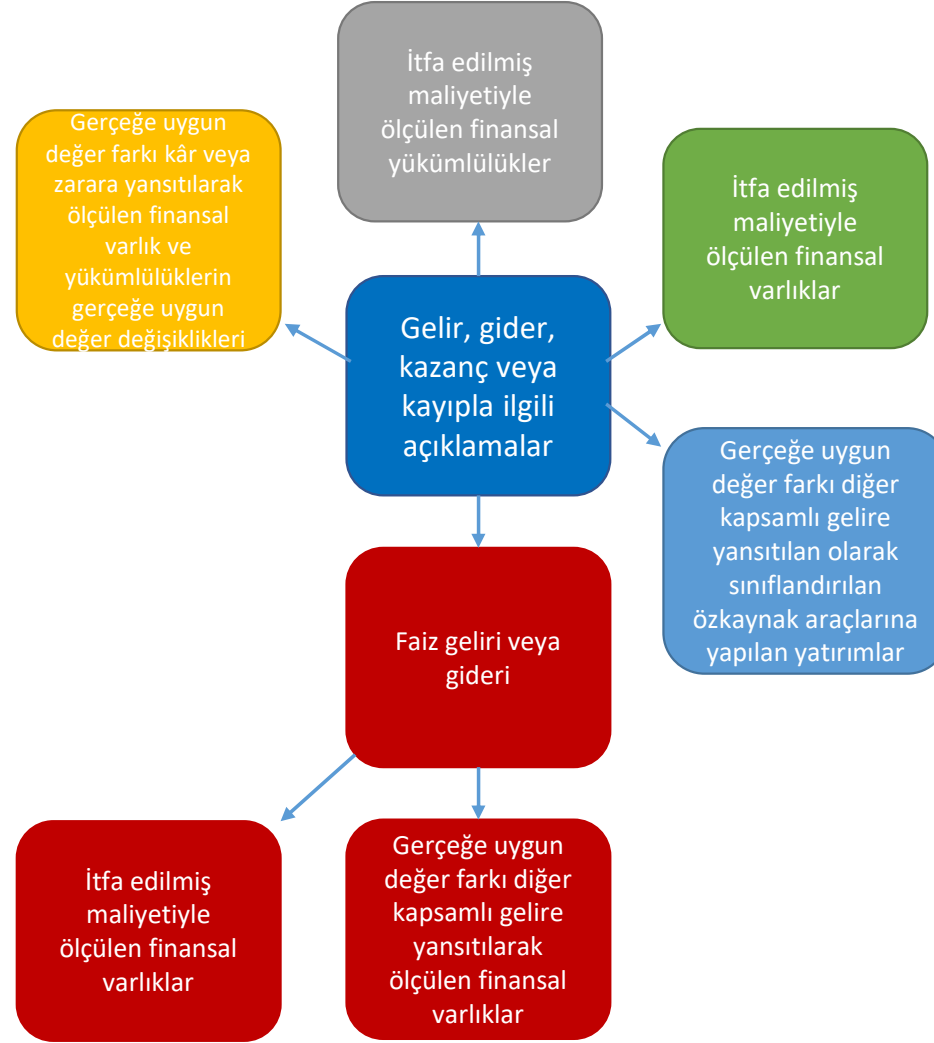 İtfa edilmiş
maliyetiyle
ölçülen finansal
yükümlülükler
Gerçeğe uygun
değer farkı kâr veya
zarara yansıtılarak
ölçülen finansal
varlık ve
yükümlülüklerin
gerçeğe uygun
değer değişiklikleri
İtfa edilmiş
maliyetiyle
ölçülen finansal
varlıklar
Gelir, gider,
kazanç veya
kayıpla ilgili
açıklamalar
Gerçeğe uygun
değer farkı diğer
kapsamlı gelire
yansıtılan olarak
sınıflandırılan
özkaynak araçlarına
yapılan yatırımlar
Faiz geliri veya
gideri
İtfa edilmiş
maliyetiyle
ölçülen finansal
varlıklar
Gerçeğe uygun
değer farkı diğer
kapsamlı gelire
yansıtılarak
ölçülen finansal
varlıklar